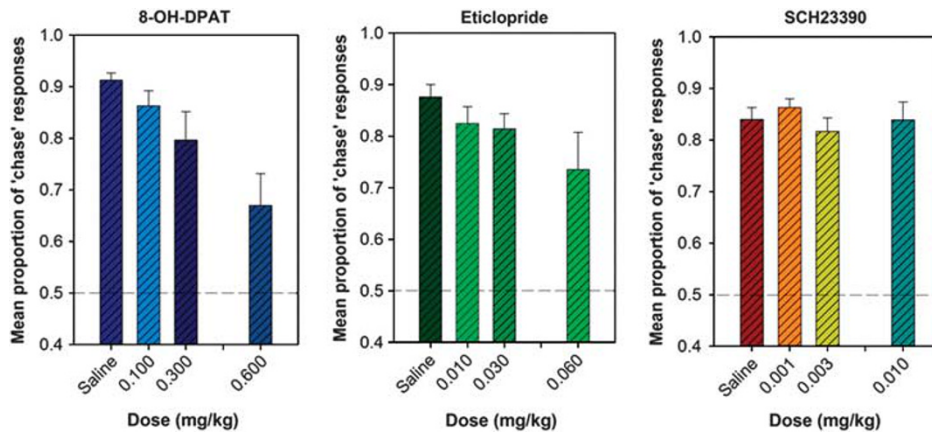 8-OH-DPAT
Mean proportion of 'chase' responses
1.0
0.9
0.8
0.7
0.6
0.5
0.4
Saline
0.100
0.300
0.600
Dose (mg/kg)
Eticlopride
Mean proportion of 'chase' responses
1.0
0.9
0.8
0.7
0.6
0.5
0.4
Saline
0.010
0.030
0.060
Dose (mg/kg)
SCH23390
Mean proportion of 'chase' responses
1.0
0.9
0.8
0.7
0.6
0.5
0.4
Saline
0.001
0.003
0.010
Dose (mg/kg)